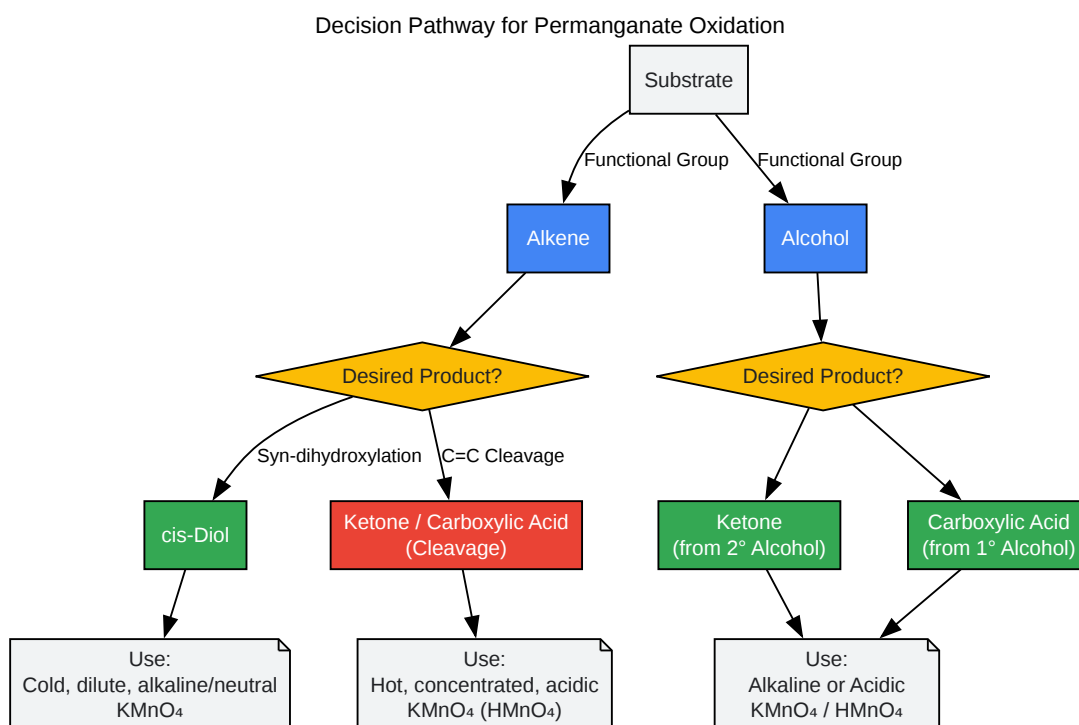 Decision Pathway for Permanganate Oxidation
Substrate
Functional Group
Functional Group
Alkene
Alcohol
Desired Product?
Desired Product?
Syn-dihydroxylation
C=C Cleavage
cis-Diol
Ketone / Carboxylic Acid
(Cleavage)
Ketone
(from 2° Alcohol)
Carboxylic Acid
(from 1° Alcohol)
Use:
Cold, dilute, alkaline/neutral
KMnO₄
Use:
Hot, concentrated, acidic
KMnO₄ (HMnO₄)
Use:
Alkaline or Acidic
KMnO₄ / HMnO₄